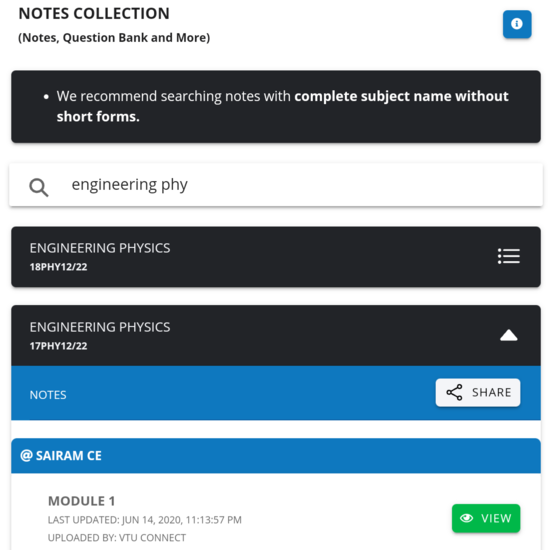 NOTES COLLECTION
(Notes, Question Bank and More)
• We recommend searching notes with complete subject name without
short forms.
engineering phy
ENGINEERING PHYSICS
18PHY12/22
ENGINEERING PHYSICS
17PHY12/22
NOTES
SHARE
@ SAIRAM CE
MODULE 1
LAST UPDATED: JUN 14, 2020, 11:13:57 PM
VIEW
UPLOADED BY: VTU CONNECT